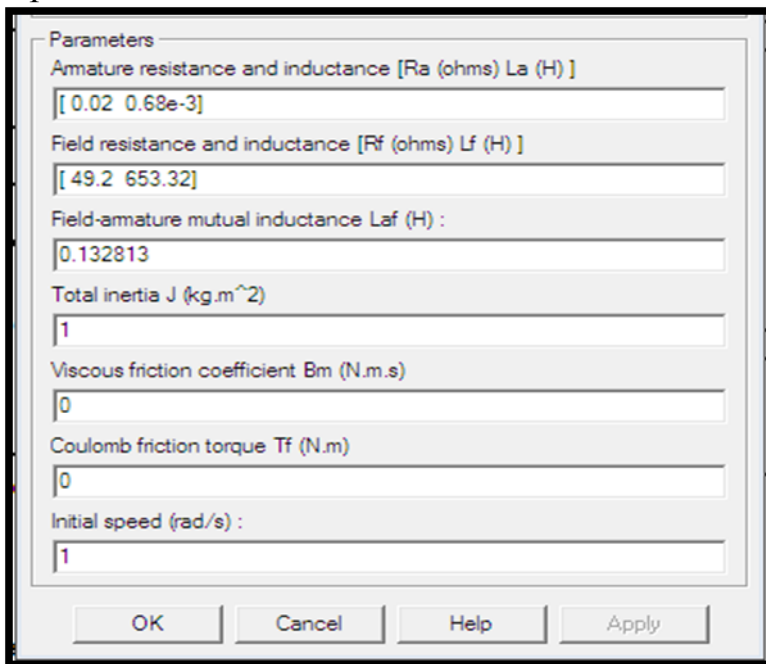 Parameters
Armature resistance and inductance [Ra (ohms) La (H) ]
[ 0.02 0.68e-3]
Field resistance and inductance [Rf (ohms) Lf (H) ]
[ 49.2 653.32]
Field-armature mutual inductance Laf (H) :
0.132813
Total inertia J (kg.m^2)
1
Viscous friction coefficient Bm (N.m.s)
0
Coulomb friction torque Tf (N.m)
0
Initial speed (rad/s) :
1
OK Cancel Help Apply